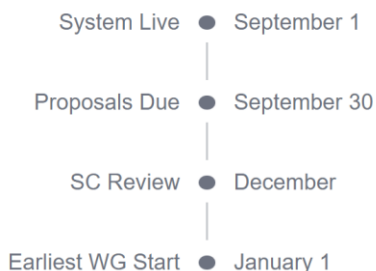 System Live September 1
Proposals Due September 30
SC Review December
Earliest WG Start January 1